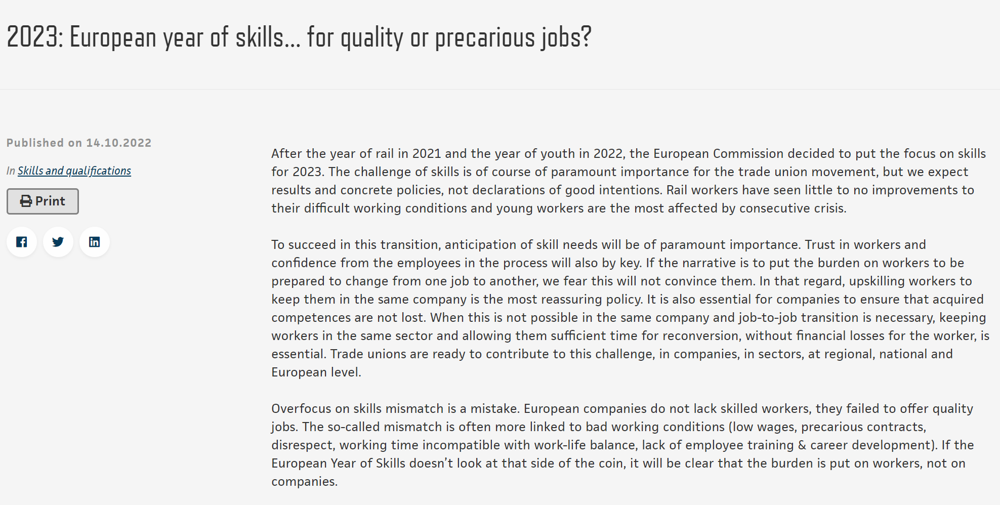 2023: European year of skills... for quality or precarious jobs?
Published on 14.10.2022
In Skills and qualifications
Print
After the year of rail in 2021 and the year of youth in 2022, the European Commission decided to put the focus on skills
for 2023. The challenge of skills is of course of paramount importance for the trade union movement, but we expect
results and concrete policies, not declarations of good intentions. Rail workers have seen little to no improvements to
their difficult working conditions and young workers are the most affected by consecutive crisis.
To succeed in this transition, anticipation of skill needs will be of paramount importance. Trust in workers and
confidence from the employees in the process will also by key. If the narrative is to put the burden on workers to be
prepared to change from one job to another, we fear this will not convince them. In that regard, upskilling workers to
keep them in the same company is the most reassuring policy. It is also essential for companies to ensure that acquired
competences are not lost. When this is not possible in the same company and job-to-job transition is necessary, keeping
workers in the same sector and allowing them sufficient time for reconversion, without financial losses for the worker, is
essential. Trade unions are ready to contribute to this challenge, in companies, in sectors, at regional, national and
European level.
Overfocus on skills mismatch is a mistake. European companies do not lack skilled workers, they failed to offer quality
jobs. The so-called mismatch is often more linked to bad working conditions (low wages, precarious contracts,
disrespect, working time incompatible with work-life balance, lack of employee training & career development). If the
European Year of Skills doesn’t look at that side of the coin, it will be clear that the burden is put on workers, not on
companies.